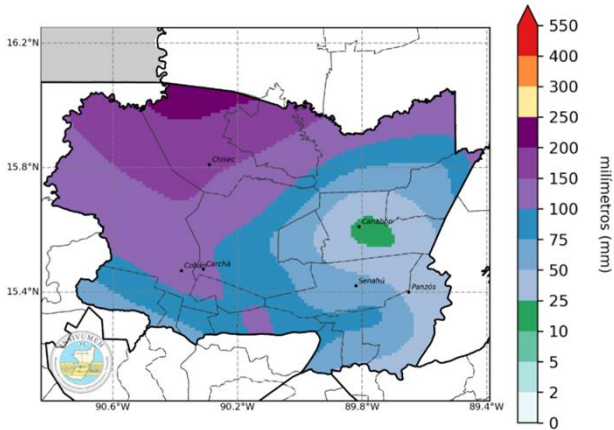 16.2°N
15.8°N
15.4°N
90.6°W
90.2°W
89.8°W
89.4°W
Chisec
Cobán
Carchá
Cahabón
Senahú
Panzós
INSIVUMEH
550
400
300
250
200
150
100
75
50
25
10
5
2
0
milímetros (mm)